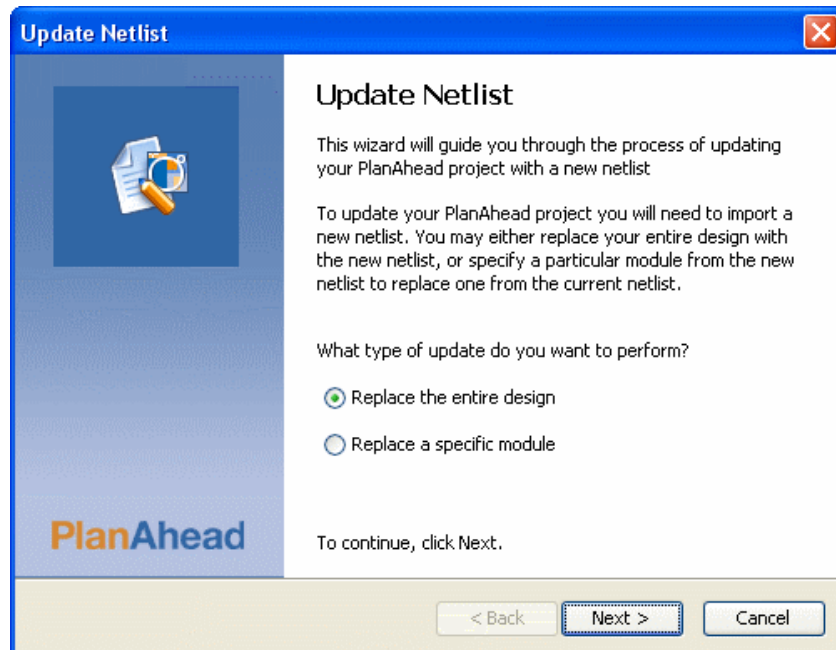 Update Netlist
Update Netlist
This wizard will guide you through the process of updating
your PlanAhead project with a new netlist
To update your PlanAhead project you will need to import a
new netlist. You may either replace your entire design with
the new netlist, or specify a particular module from the new
netlist to replace one from the current netlist.
What type of update do you want to perform?
Replace the entire design
Replace a specific module
PlanAhead
To continue, click Next.
< Back
Next >
Cancel